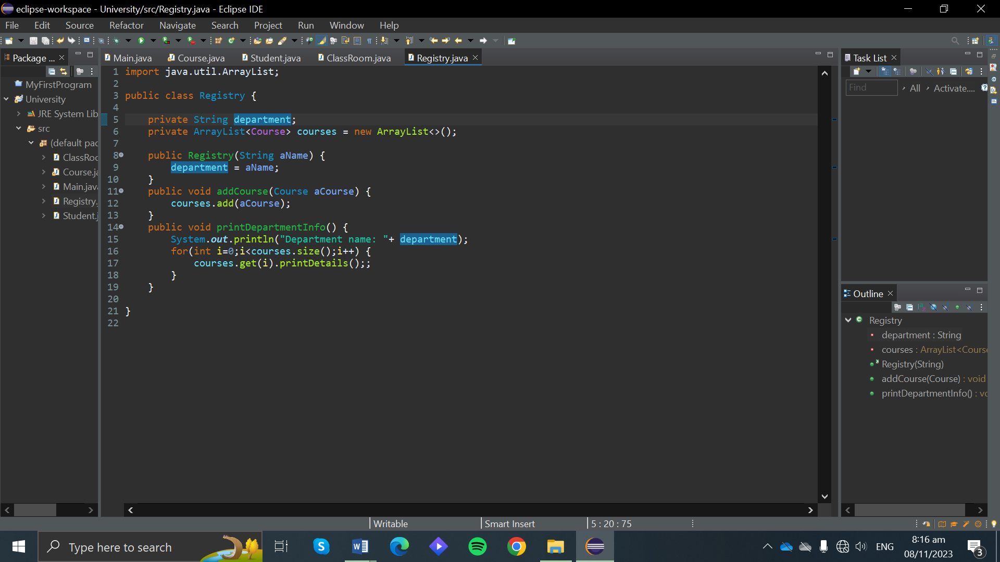 eclipse-workspace - University/src/Registry.java - Eclipse IDE
File Edit Source Refactor Navigate Search Project Run Window Help
Package ...
Main.java Course.java Student.java ClassRoom.java Registry.java
Task List
MyFirstProgram
University
JRE System Lib
src
(default pac
ClassRoo
Course.ja
Main.java
Registry.
Student.j
1 import java.util.ArrayList;
2
3 public class Registry {
4
5 private String department;
6 private ArrayList<Course> courses = new ArrayList<>();
7
8 public Registry(String aName) {
9 department = aName;
10 }
11 public void addCourse(Course aCourse) {
12 courses.add(aCourse);
13 }
14 public void printDepartmentInfo() {
15 System.out.println("Department name: "+ department);
16 for(int i=0;i<courses.size();i++) {
17 courses.get(i).printDetails();;
18 }
19 }
20
21 }
22
Find All Activate....
Outline
Registry
department : String
courses : ArrayList<Course
Registry(String)
addCourse(Course) : void
printDepartmentInfo() : vo
Writable Smart Insert 5 : 20 : 75
Type here to search
ENG
8:16 am
08/11/2023
3